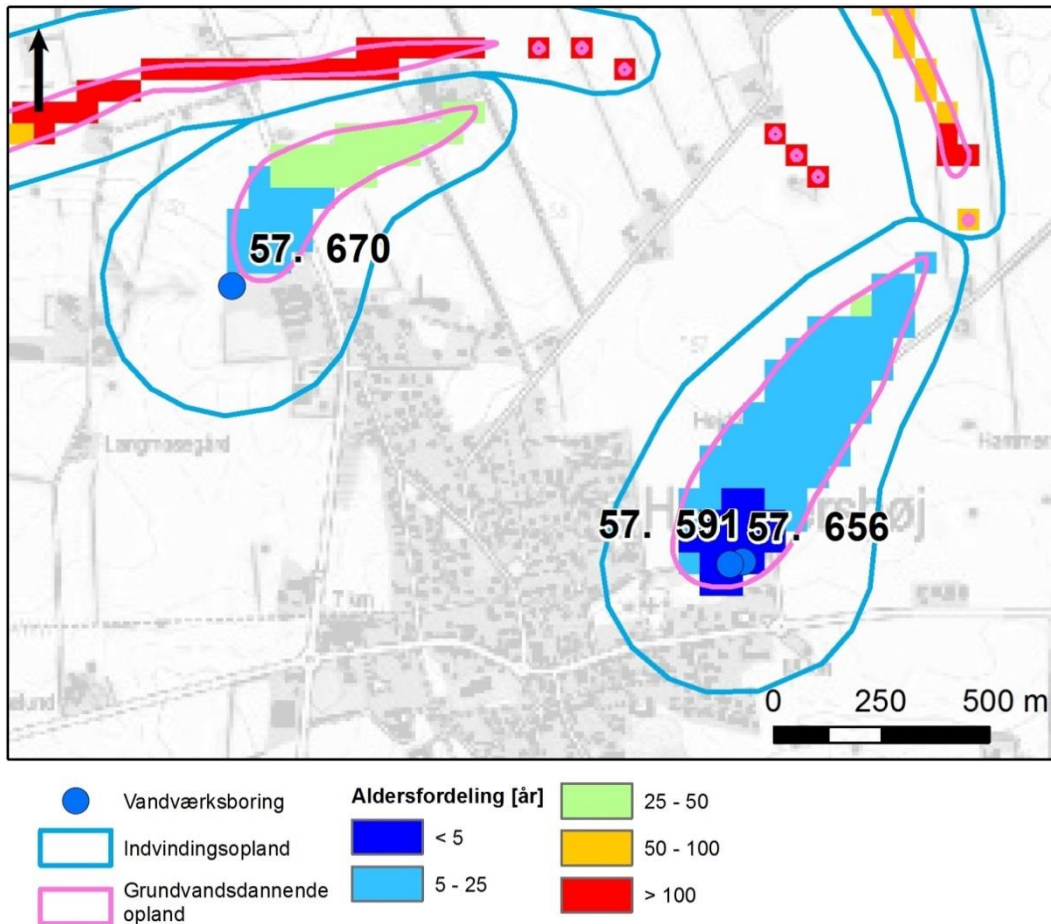 57. 670
Langmasegård
57. 591
57. 656
0 250 500 m
Vandværksboring
Indvindingsopland
Grundvandsdannende
opland
Aldersfordeling [år]
< 5
5 - 25
25 - 50
50 - 100
> 100